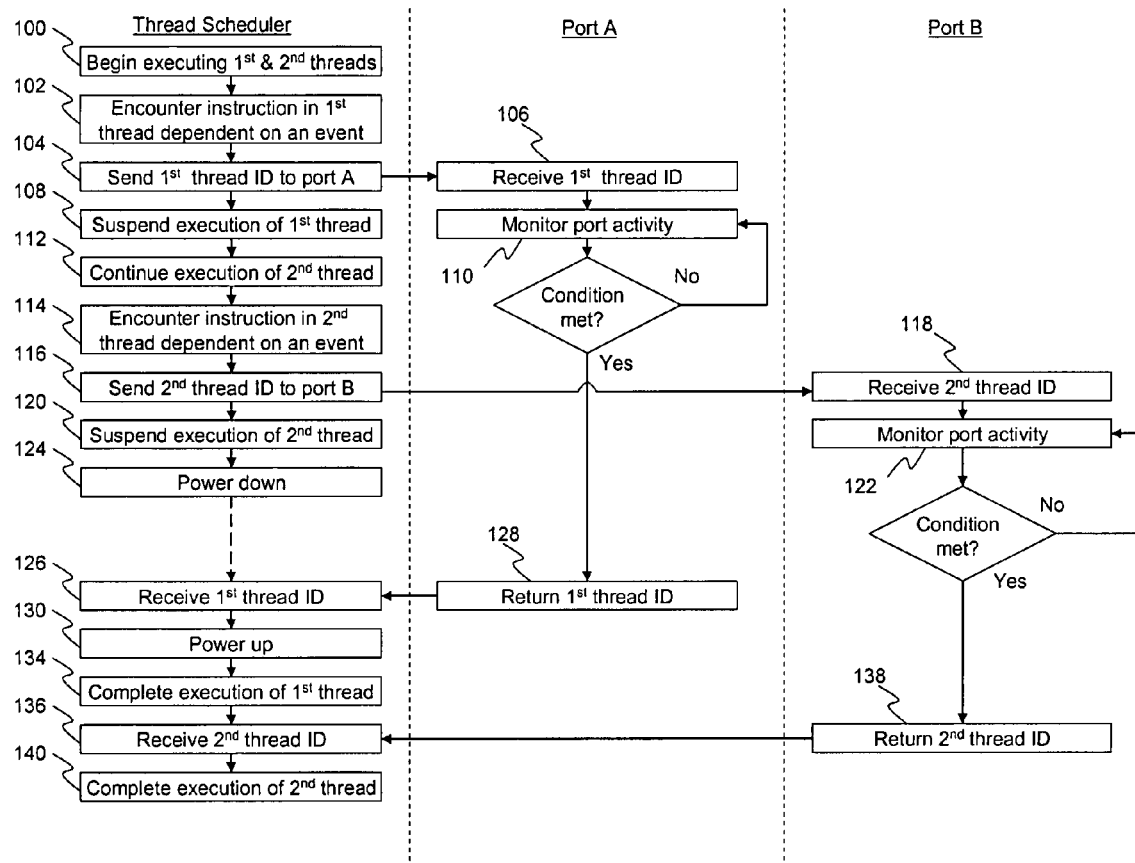 Thread Scheduler
Port A
Port B
100
Begin executing 1st & 2nd threads
102
Encounter instruction in 1st
thread dependent on an event
104
Send 1st thread ID to port A
106
Receive 1st thread ID
108
Suspend execution of 1st thread
Monitor port activity
110
112
Continue execution of 2nd thread
Condition
met?
No
Yes
114
Encounter instruction in 2nd
thread dependent on an event
116
Send 2nd thread ID to port B
118
Receive 2nd thread ID
120
Suspend execution of 2nd thread
Monitor port activity
122
124
Power down
Condition
met?
No
Yes
126
Receive 1st thread ID
128
Return 1st thread ID
130
Power up
134
Complete execution of 1st thread
136
Receive 2nd thread ID
138
Return 2nd thread ID
140
Complete execution of 2nd thread